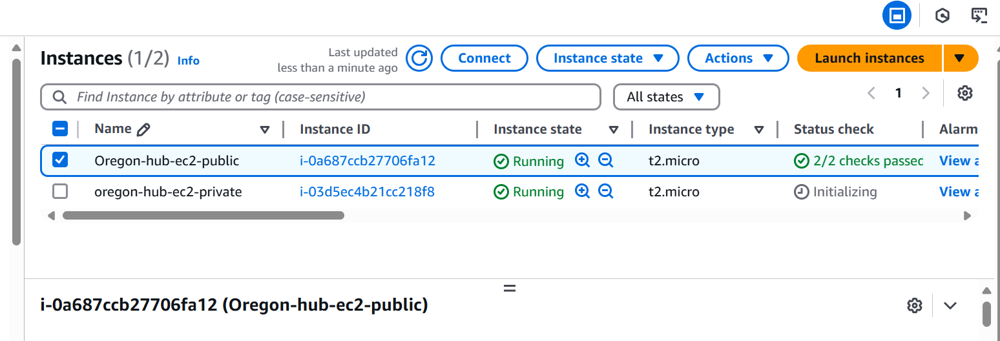 Instances (1/2) Info
Last updated
less than a minute ago
Connect
Instance state
Actions
Launch instances
Find Instance by attribute or tag (case-sensitive)
All states
1
Name Instance ID Instance state Instance type Status check Alarm
Oregon-hub-ec2-public i-0a687ccb27706fa12 Running t2.micro 2/2 checks passed View a
oregon-hub-ec2-private i-03d5ec4b21cc218f8 Running t2.micro Initializing View a
i-0a687ccb27706fa12 (Oregon-hub-ec2-public)